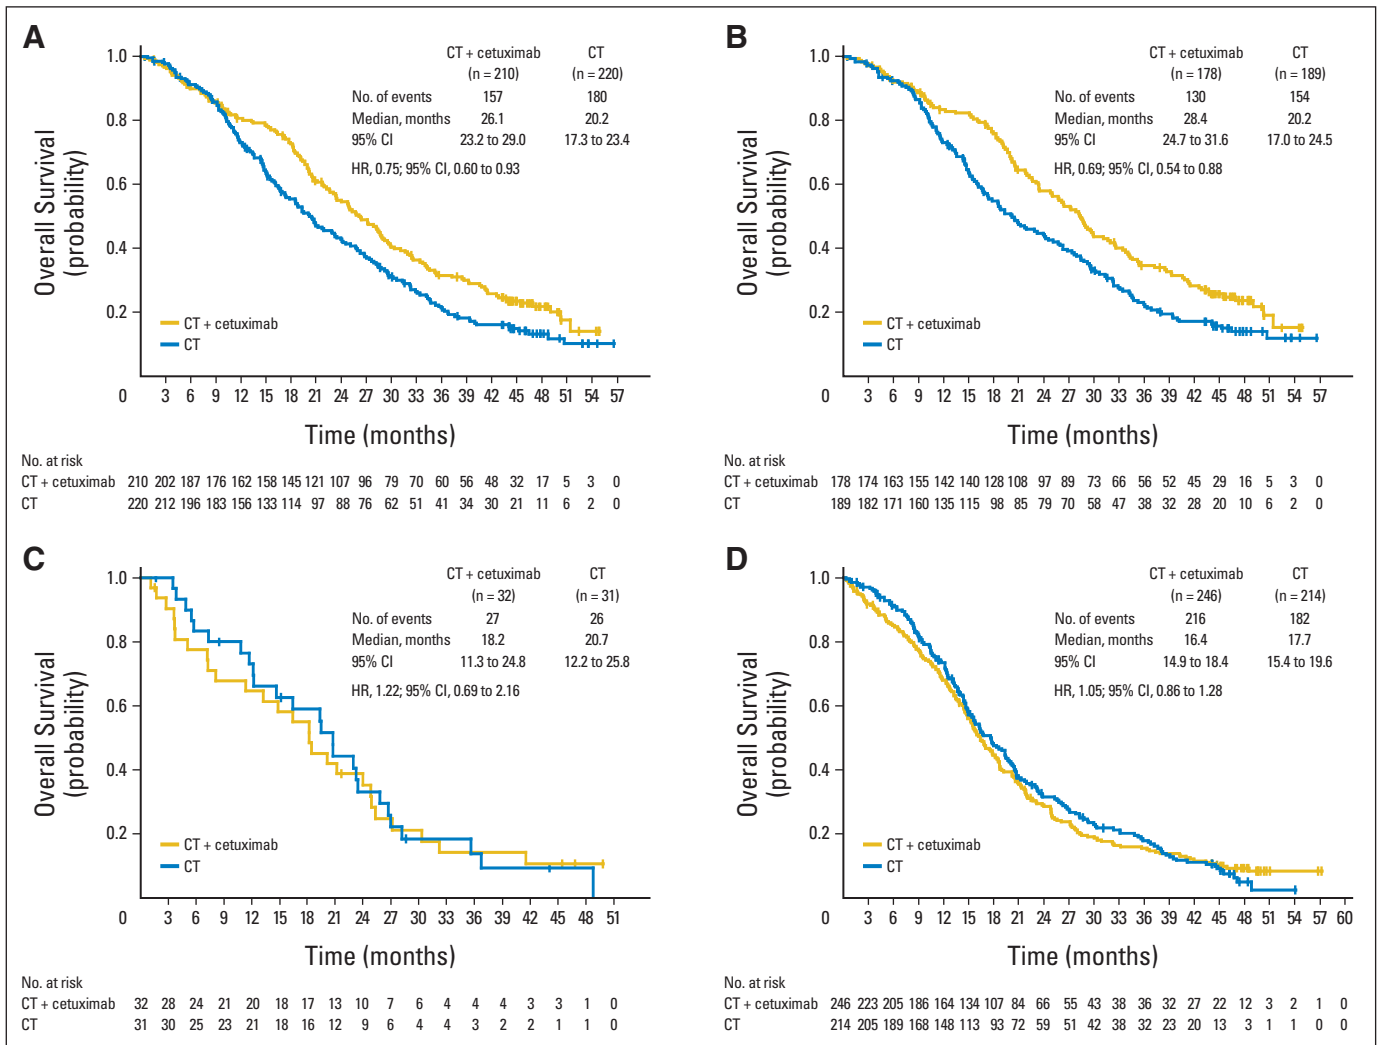 A
CT + cetuximab CT
(n = 210) (n = 220)
No. of events 157 180
Median, months 26.1 20.2
95% CI 23.2 to 29.0 17.3 to 23.4
HR, 0.75; 95% CI, 0.60 to 0.93
1.0
0.8
0.6
0.4
0.2
Overall Survival
(probability)
CT + cetuximab
CT
0 3 6 9 12 15 18 21 24 27 30 33 36 39 42 45 48 51 54 57
Time (months)
No. at risk
CT + cetuximab 210 202 187 176 162 158 145 121 107 96 79 70 60 56 48 32 17 5 3 0
CT 220 212 196 183 156 133 114 97 88 76 62 51 41 34 30 21 11 6 2 0
B
CT + cetuximab CT
(n = 178) (n = 189)
No. of events 130 154
Median, months 28.4 20.2
95% CI 24.7 to 31.6 17.0 to 24.5
HR, 0.69; 95% CI, 0.54 to 0.88
1.0
0.8
0.6
0.4
0.2
Overall Survival
(probability)
CT + cetuximab
CT
0 3 6 9 12 15 18 21 24 27 30 33 36 39 42 45 48 51 54 57
Time (months)
No. at risk
CT + cetuximab 178 174 163 155 142 140 128 108 97 89 73 66 56 52 45 29 16 5 3 0
CT 189 182 171 160 135 115 98 85 79 70 58 47 38 32 28 20 10 6 2 0
C
CT + cetuximab CT
(n = 32) (n = 31)
No. of events 27 26
Median, months 18.2 20.7
95% CI 11.3 to 24.8 12.2 to 25.8
HR, 1.22; 95% CI, 0.69 to 2.16
1.0
0.8
0.6
0.4
0.2
Overall Survival
(probability)
CT + cetuximab
CT
0 3 6 9 12 15 18 21 24 27 30 33 36 39 42 45 48 51
Time (months)
No. at risk
CT + cetuximab 32 28 24 21 20 18 17 13 10 7 6 4 4 4 3 3 1 0
CT 31 30 25 23 21 18 16 12 9 6 4 4 3 2 2 1 1 0
D
CT + cetuximab CT
(n = 246) (n = 214)
No. of events 216 182
Median, months 16.4 17.7
95% CI 14.9 to 18.4 15.4 to 19.6
HR, 1.05; 95% CI, 0.86 to 1.28
1.0
0.8
0.6
0.4
0.2
Overall Survival
(probability)
CT + cetuximab
CT
0 3 6 9 12 15 18 21 24 27 30 33 36 39 42 45 48 51 54 57 60
Time (months)
No. at risk
CT + cetuximab 246 223 205 186 164 134 107 84 66 55 43 38 36 32 27 22 12 3 2 1 0
CT 214 205 189 168 148 113 93 72 59 51 42 38 32 23 20 13 3 1 1 0 0